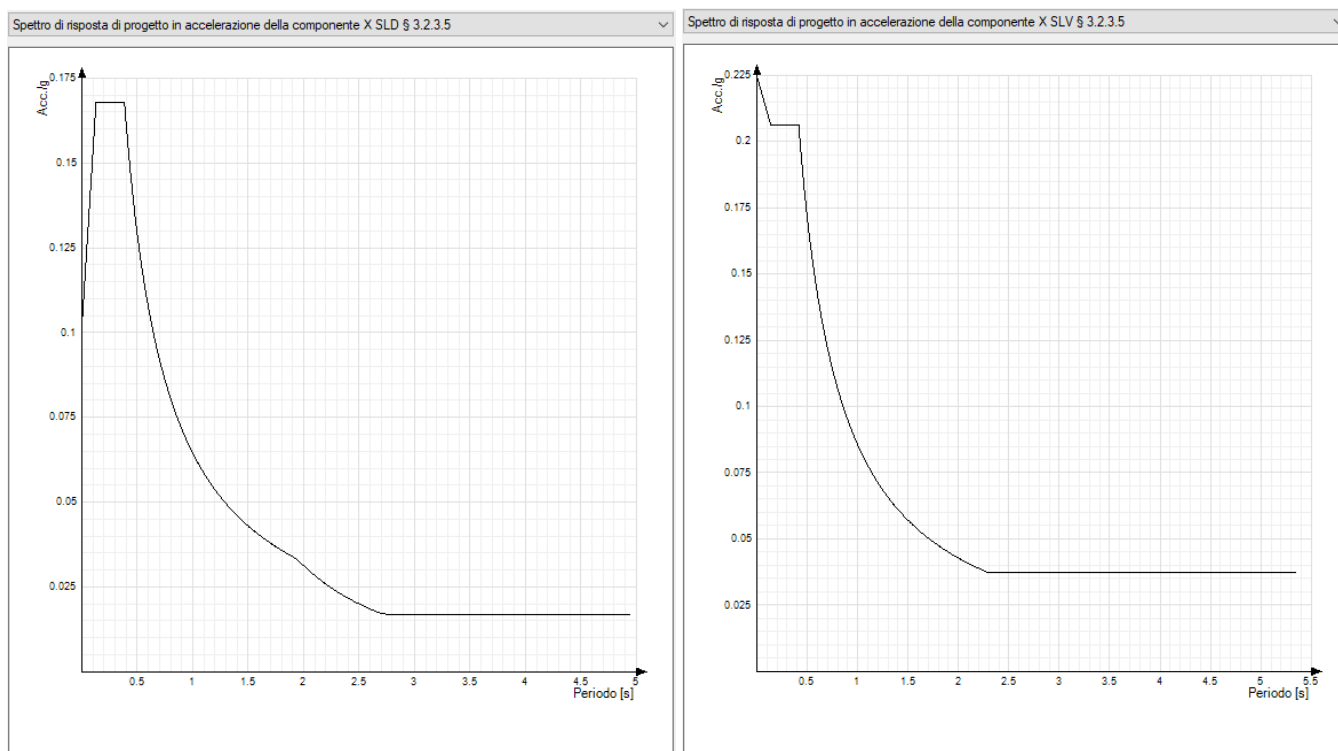 Spettro di risposta di progetto in accelerazione della componente X SLD § 3.2.3.5
Acc./g
0.175
0.15
0.125
0.1
0.075
0.05
0.025
0.5 1 1.5 2 2.5 3 3.5 4 4.5 5
Periodo [s]
Spettro di risposta di progetto in accelerazione della componente X SLV § 3.2.3.5
Acc./g
0.225
0.2
0.175
0.15
0.125
0.1
0.075
0.05
0.025
0.5 1 1.5 2 2.5 3 3.5 4 4.5 5 5.5
Periodo [s]